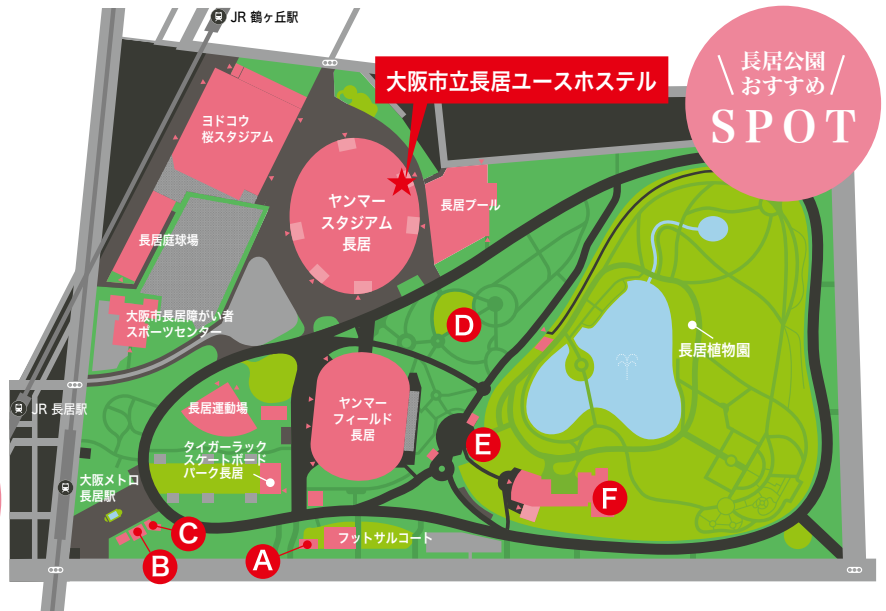 JR 鶴ヶ丘駅
大阪市立長居ユースホステル
長居公園
おすすめ
SPOT
ヨドコウ
桜スタジアム
ヤンマー
スタジアム
長居
長居プール
長居庭球場
大阪市長居障がい者
スポーツセンター
D
長居植物園
JR 長居駅
長居運動場
ヤンマー
フィールド
長居
タイガーラック
スケートボード
パーク長居
E
大阪メトロ
長居駅
F
C
B
A
フットサルコート